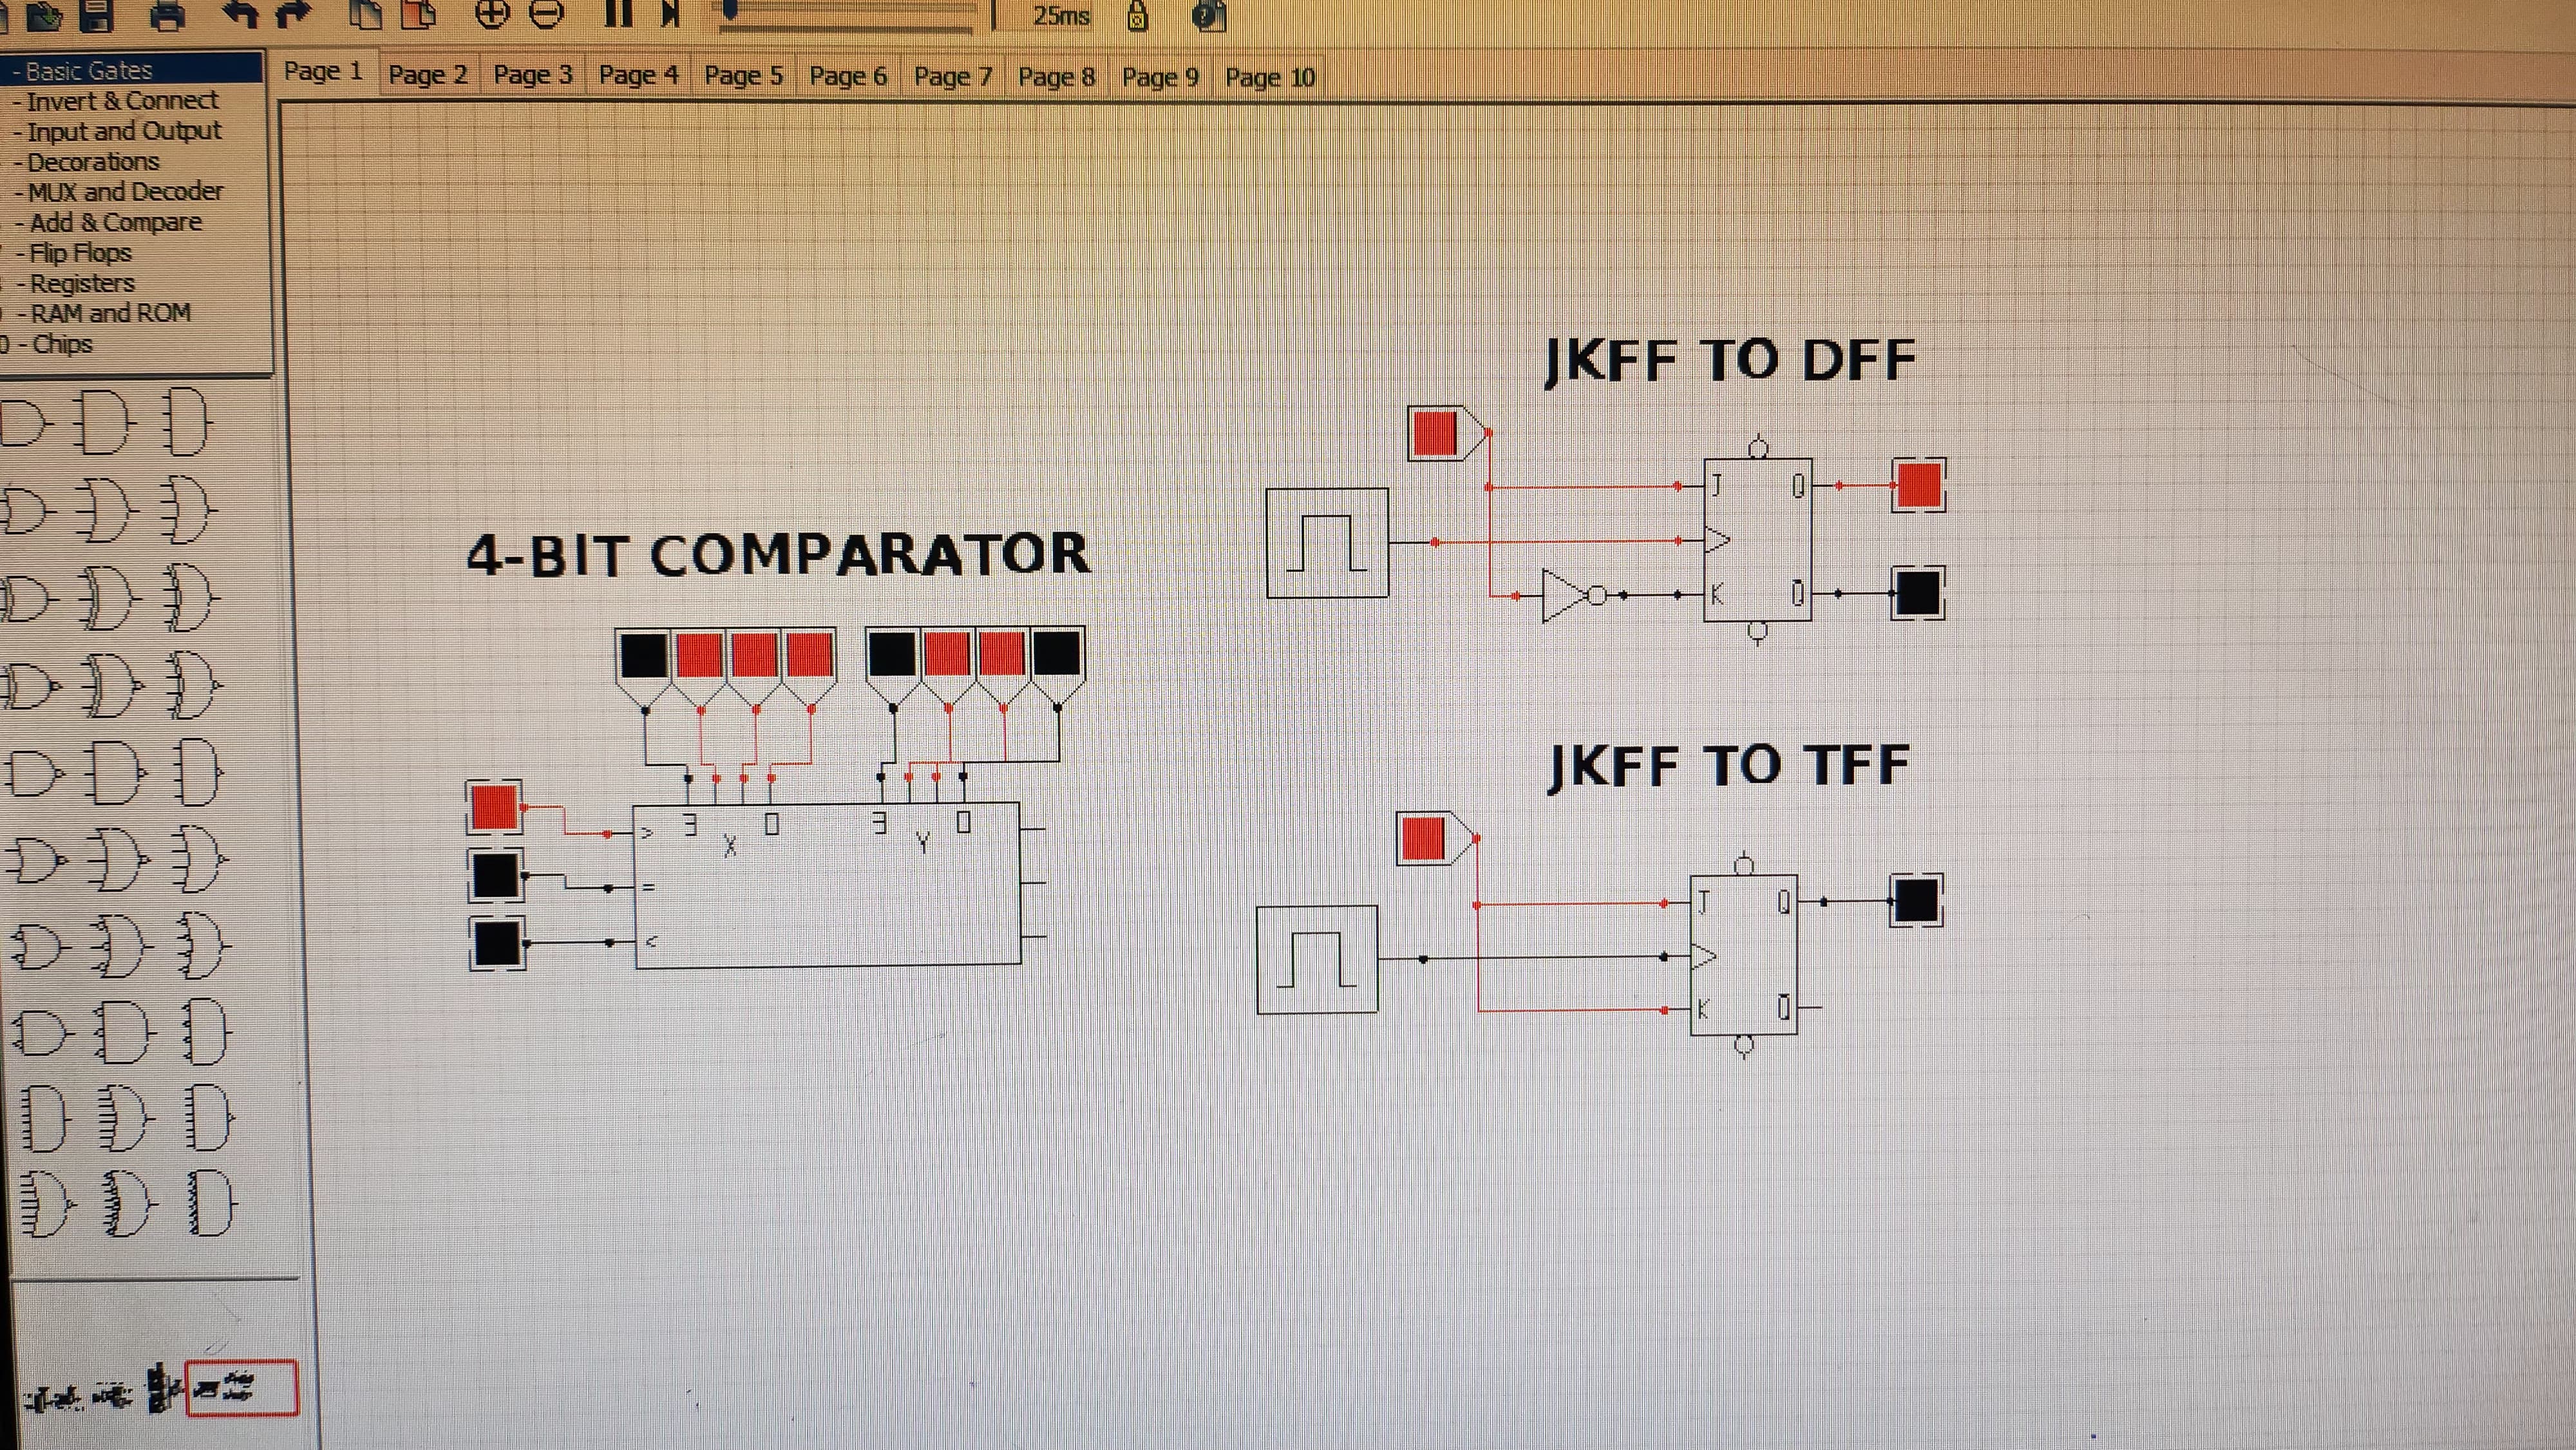 25ms
- Basic Gates
- Invert & Connect
- Input and Output
- Decorations
- MUX and Decoder
- Add & Compare
- Flip Flops
- Registers
- RAM and ROM
0 - Chips
Page 1 Page 2 Page 3 Page 4 Page 5 Page 6 Page 7 Page 8 Page 9 Page 10
4-BIT COMPARATOR
> 3 X 0 3 Y 0
=
<
JKFF TO DFF
J Q
K Q
JKFF TO TFF
J Q
K Q